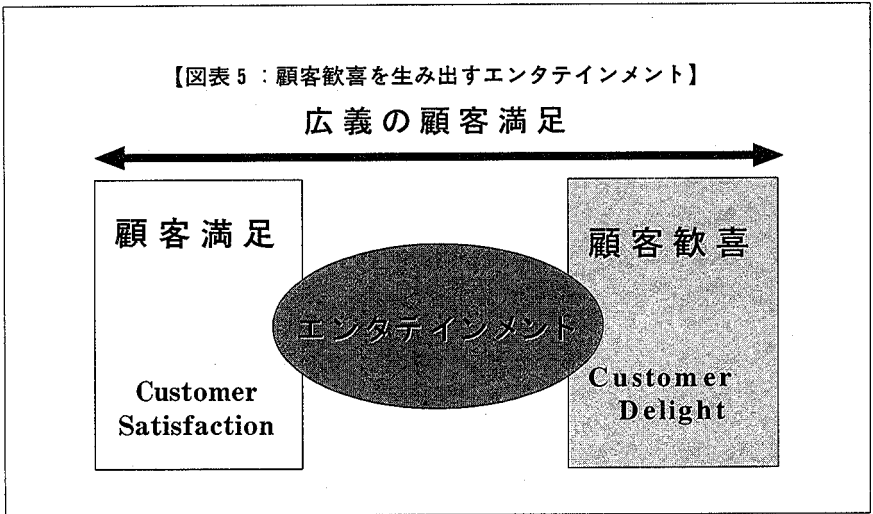 【図表5:顧客歓喜を生み出すエンタテインメント】
広義の顧客満足
顧客満足
Customer
Satisfaction
エンタテインメント
顧客歓喜
Customer
Delight